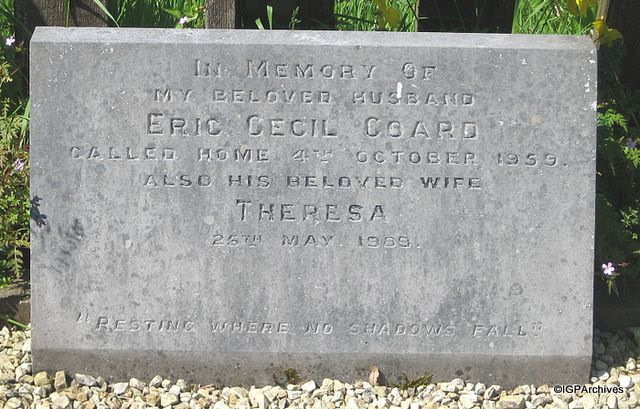 In Memory Of
my beloved husband
Eric Cecil Coard
called home 4th October 1959.
also his beloved wife
Theresa
25th May 1989.
"Resting where no shadows fall"
©IGPArchives